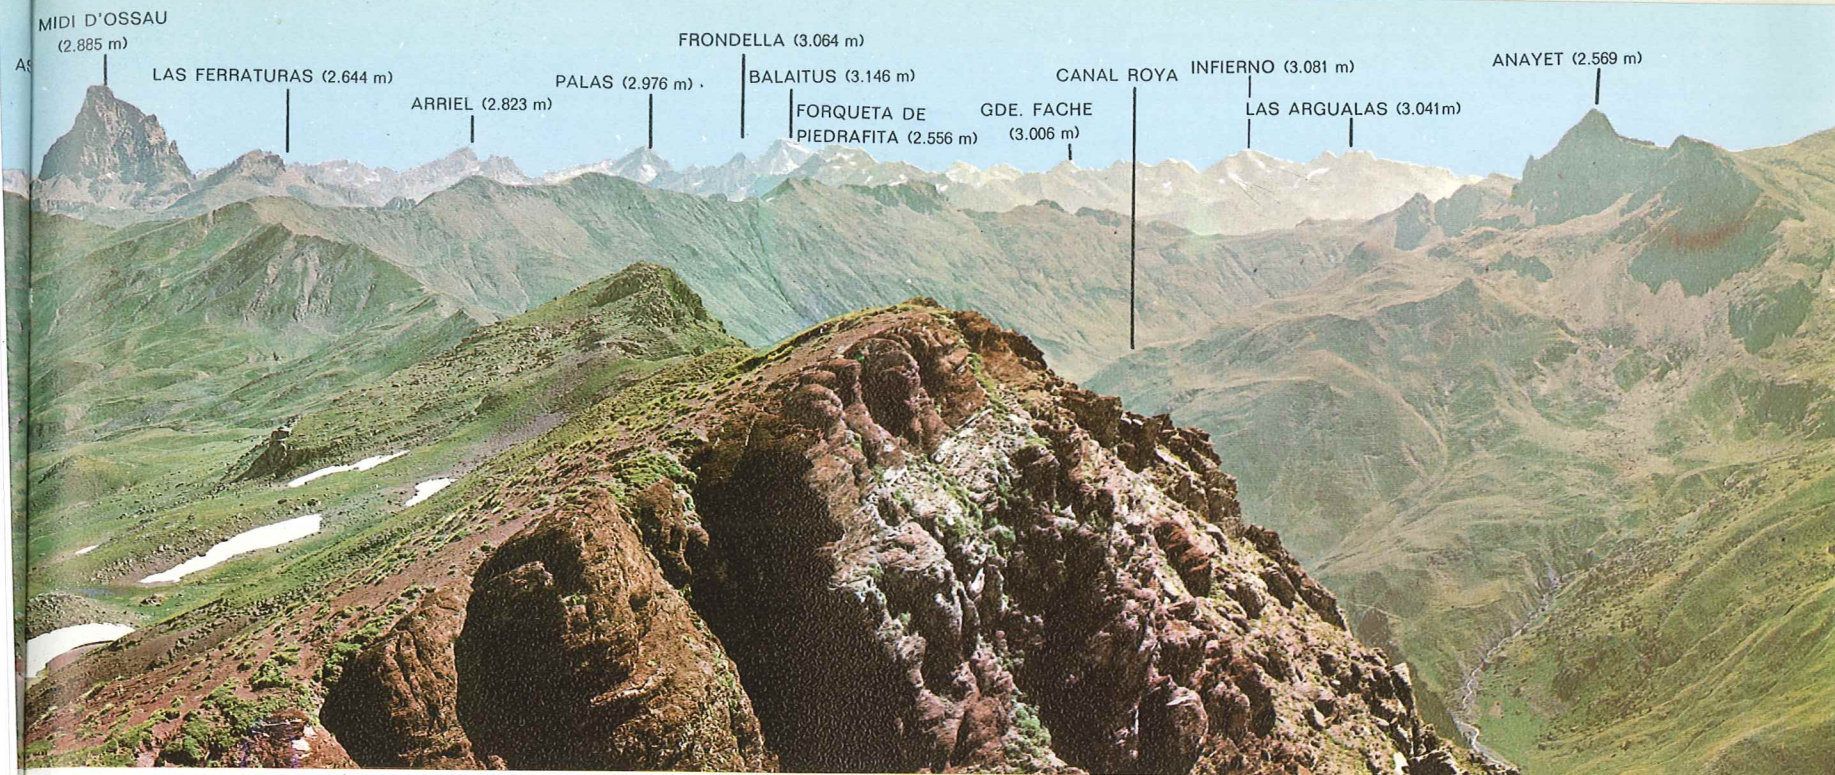 MIDI D'OSSAU
(2.885 m)
LAS FERRATURAS (2.644 m)
ARRIEL (2.823 m)
PALAS (2.976 m)
FRONDELLA (3.064 m)
BALAITUS (3.146 m)
FORQUETA DE
PIEDRAFITA (2.556 m)
GDE. FACHE
(3.006 m)
CANAL ROYA
INFIERNO (3.081 m)
LAS ARGUALAS (3.041m)
ANAYET (2.569 m)